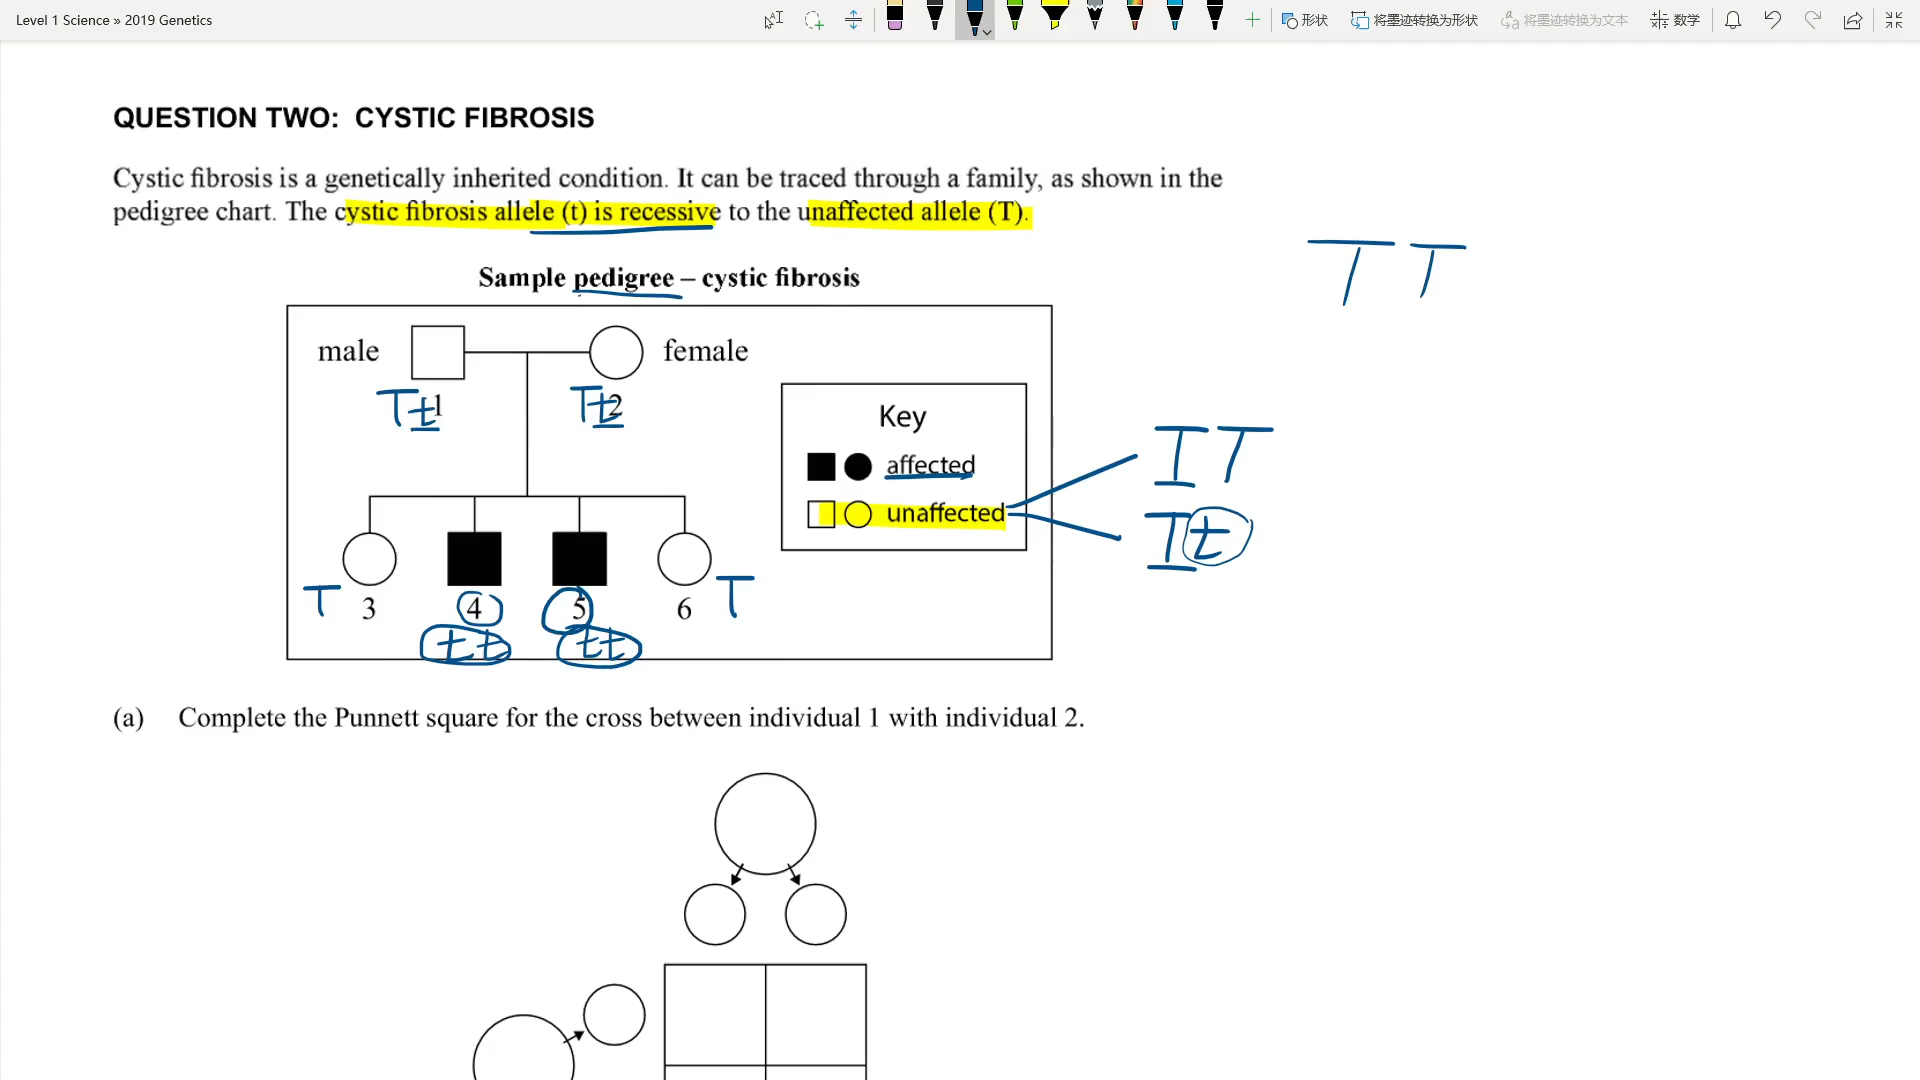 Level 1 Science » 2019 Genetics
形状
将墨迹转换为形状
将墨迹转换为文本
数学
QUESTION TWO: CYSTIC FIBROSIS
Cystic fibrosis is a genetically inherited condition. It can be traced through a family, as shown in the
pedigree chart. The cystic fibrosis allele (t) is recessive to the unaffected allele (T).
TT
Sample pedigree – cystic fibrosis
male
female
Tt 1
Tt 2
Key
affected
unaffected
TT
Tt
T 3
4
5
6 T
tt
tt
(a) Complete the Punnett square for the cross between individual 1 with individual 2.